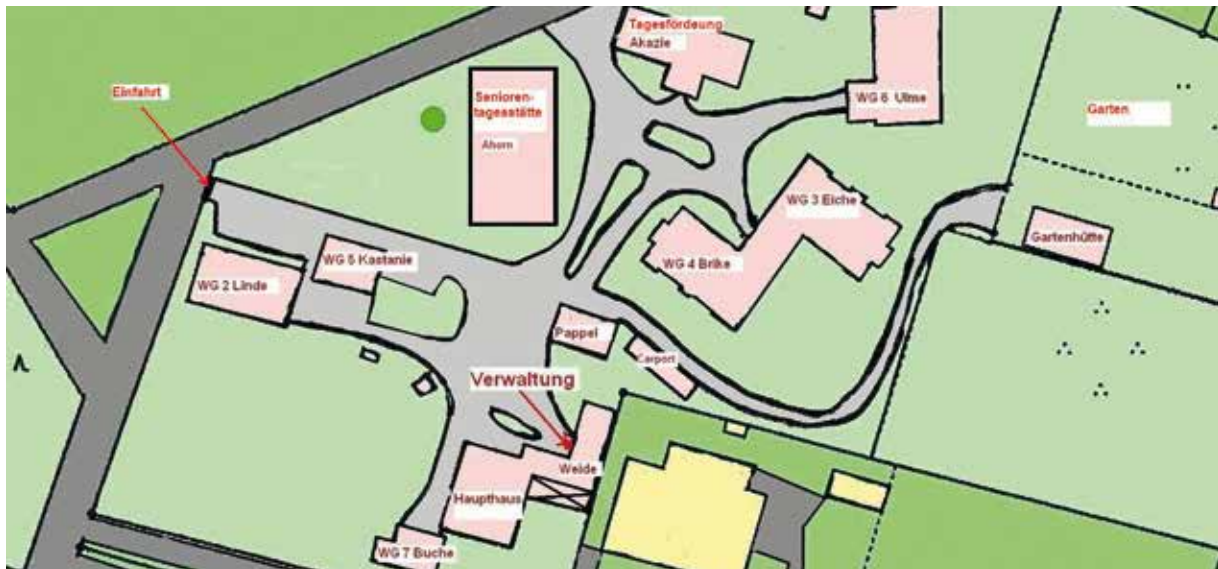 Tagesfördeung
Akazie
Einfahrt
Senioren-
tagesstätte
Ahorn
WG 6 Ulme
Garten
WG 3 Eiche
Gartenhütte
WG 5 Kastanie
WG 4 Brike
WG 2 Linde
Pappel
Carport
Verwaltung
Weide
Haupthaus
WG 7 Buche